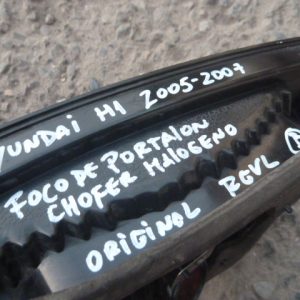 YUNDAI H1 2005-2007
FOCO DE PORTALON
CHOFER HALOGENO
ORIGINAL RGVL A